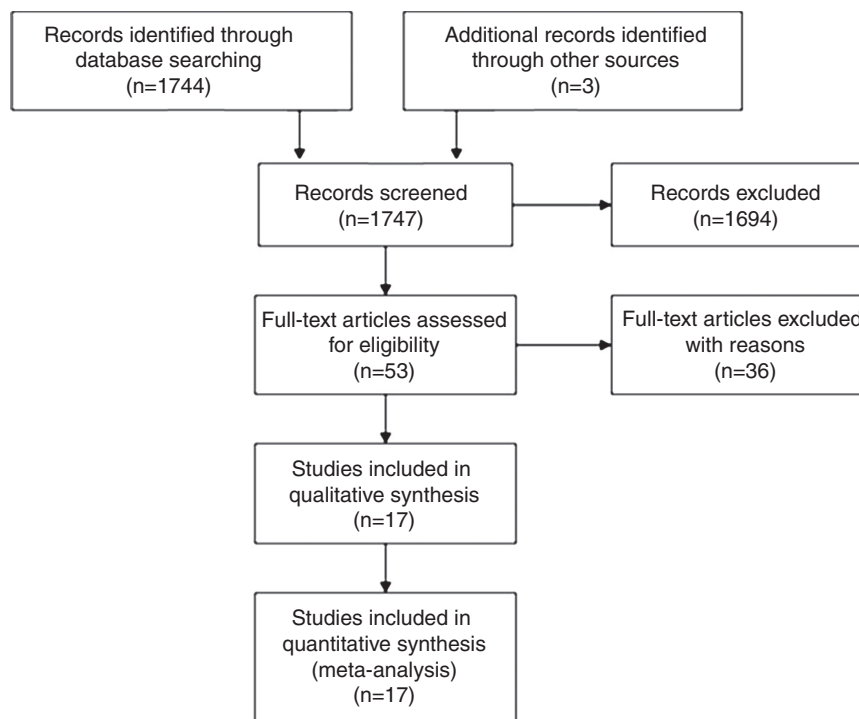 Records identified through
database searching
(n=1744)
Additional records identified
through other sources
(n=3)
Records screened
(n=1747)
Records excluded
(n=1694)
Full-text articles assessed
for eligibility
(n=53)
Full-text articles excluded
with reasons
(n=36)
Studies included in
qualitative synthesis
(n=17)
Studies included in
quantitative synthesis
(meta-analysis)
(n=17)